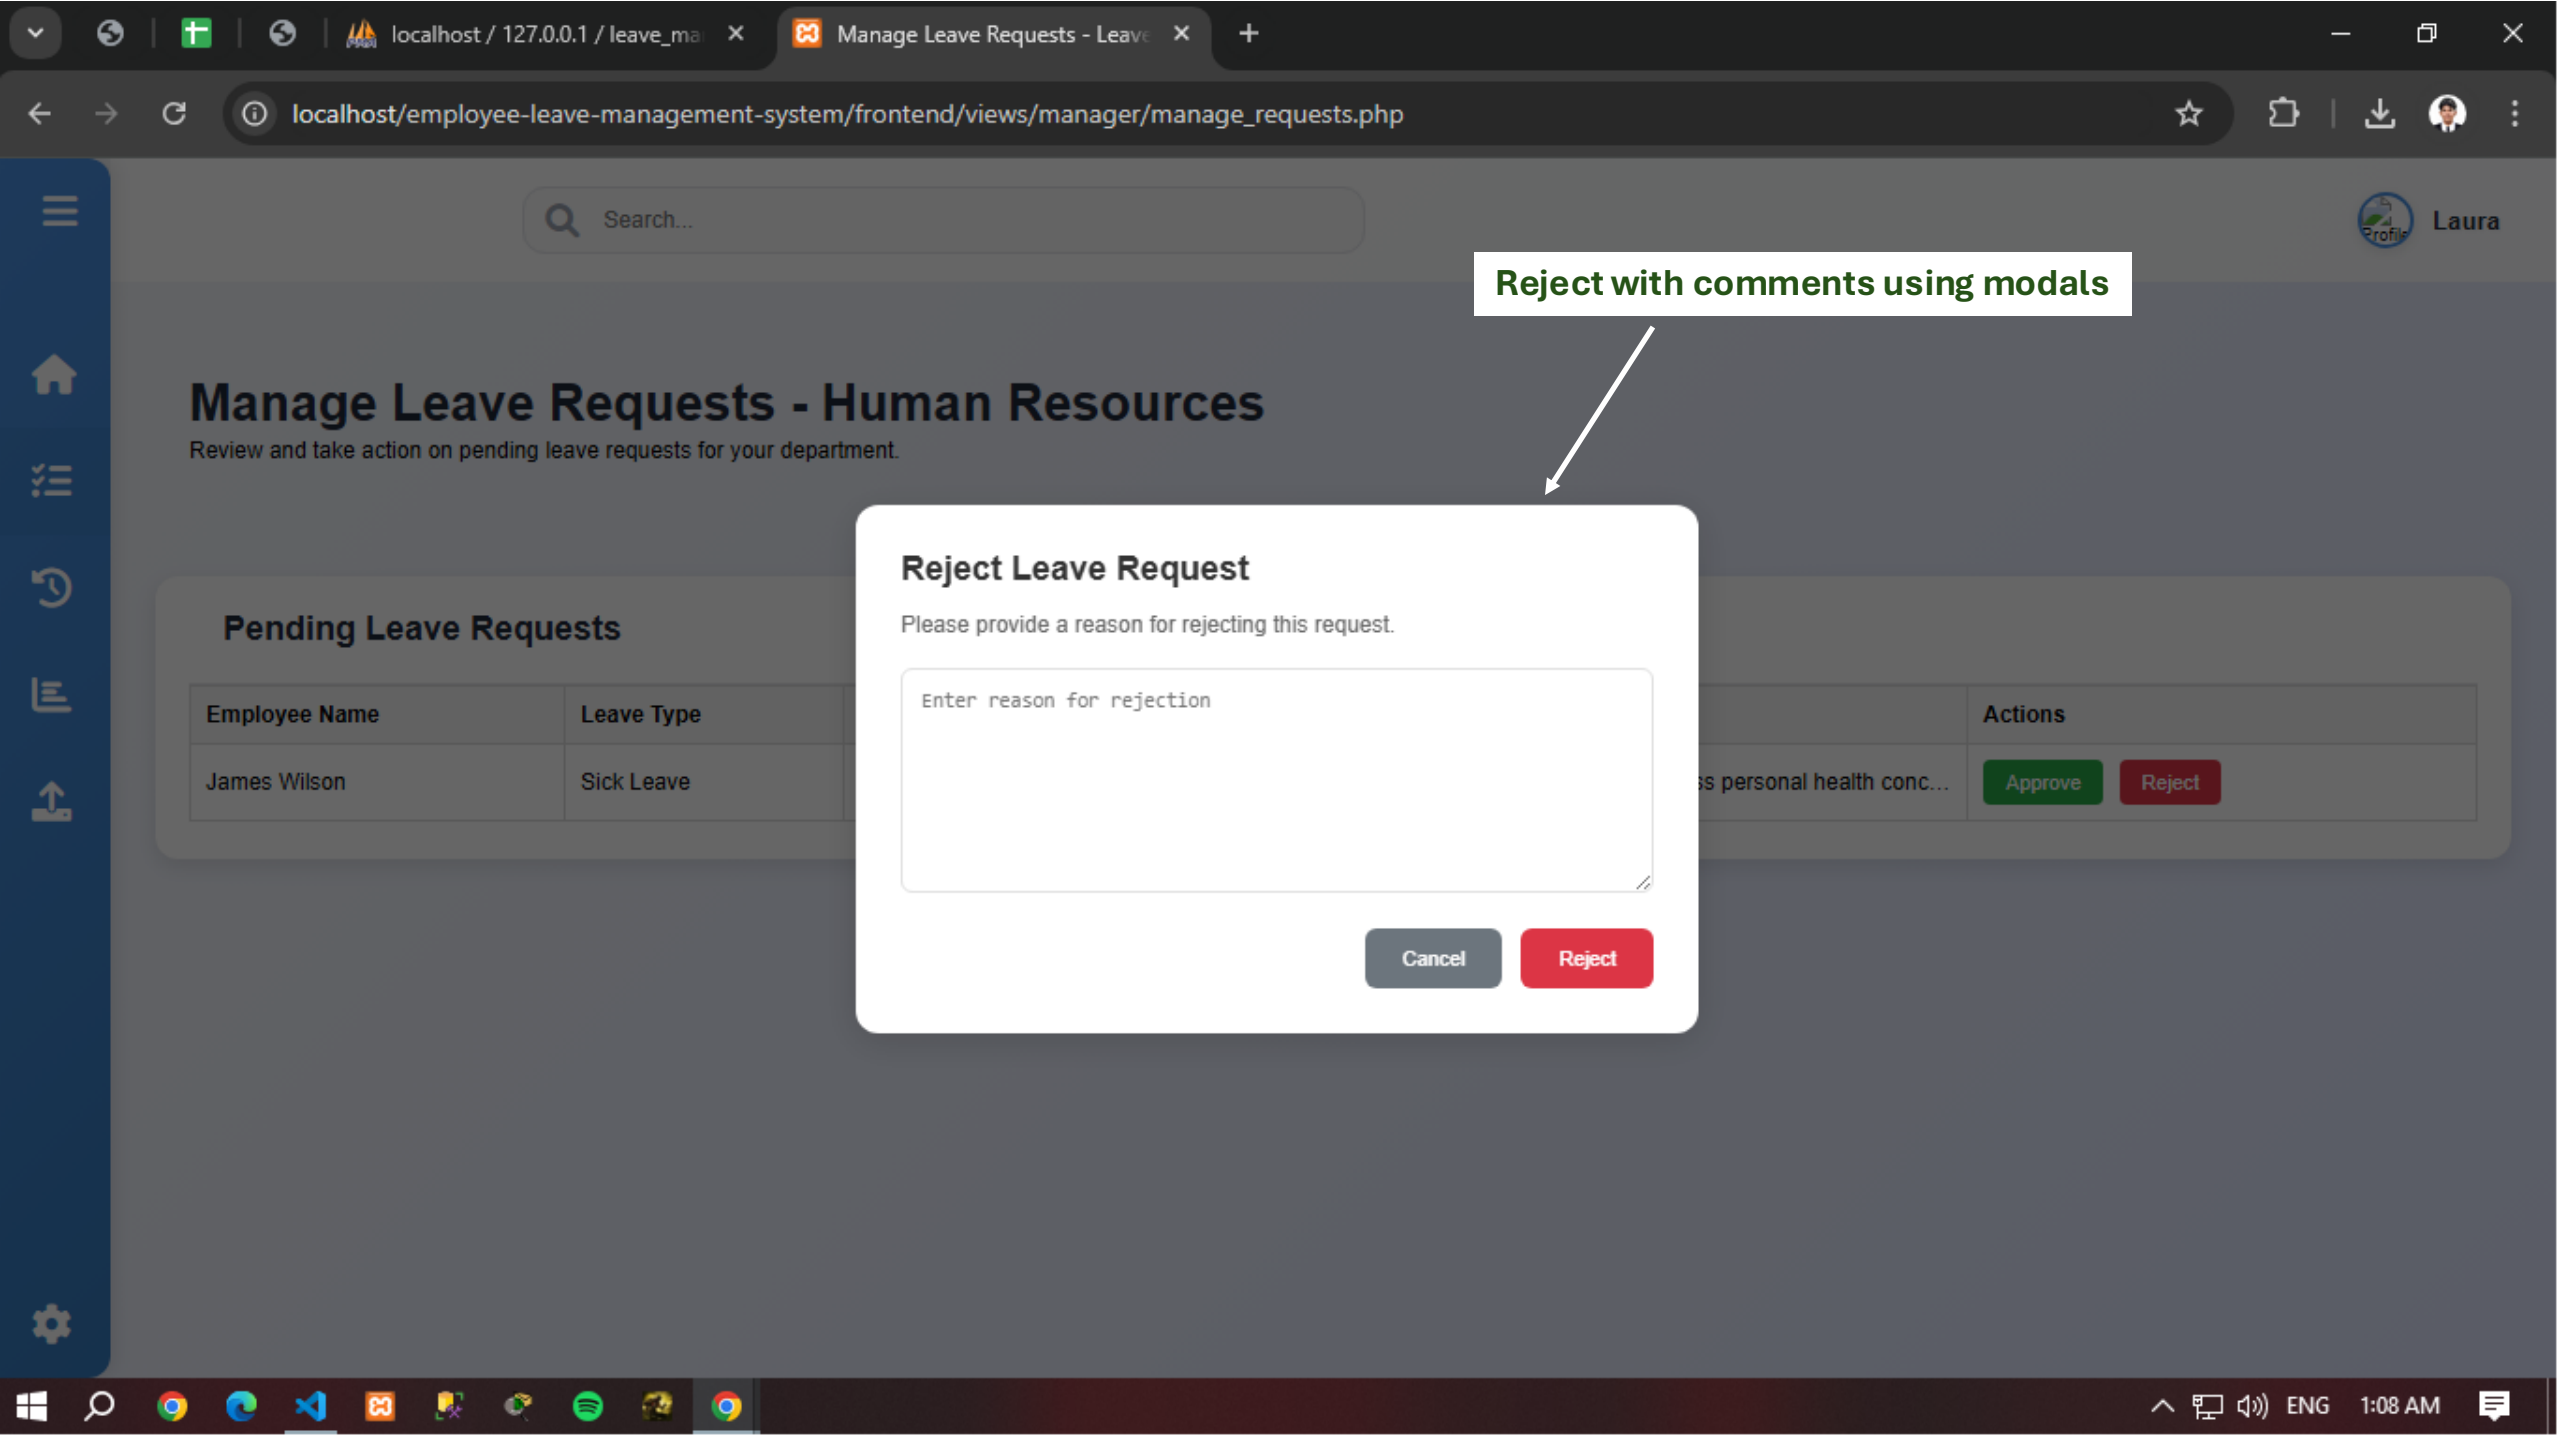 localhost / 127.0.0.1 / leave_ma
Manage Leave Requests - Leave
localhost/employee-leave-management-system/frontend/views/manager/manage_requests.php
Search...
Profile
Laura
Reject with comments using modals
Manage Leave Requests - Human Resources
Review and take action on pending leave requests for your department.
Reject Leave Request
Please provide a reason for rejecting this request.
Enter reason for rejection
Cancel
Reject
Pending Leave Requests
Employee Name
Leave Type
Actions
James Wilson
Sick Leave
ss personal health conc...
Approve
Reject
ENG
1:08 AM